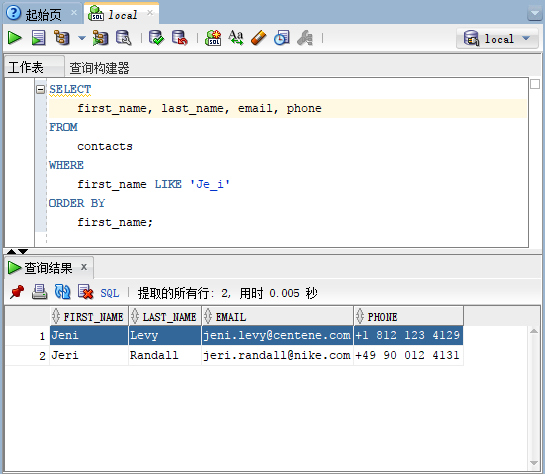 起始页 local
local
工作表 查询构建器
SELECT
first_name, last_name, email, phone
FROM
contacts
WHERE
first_name LIKE 'Je_i'
ORDER BY
first_name;
查询结果 x
SQL | 提取的所有行: 2, 用时 0.005 秒
FIRST_NAME LAST_NAME EMAIL PHONE
1 Jeni Levy jeni.levy@centene.com +1 812 123 4129
2 Jeri Randall jeri.randall@nike.com +49 90 012 4131